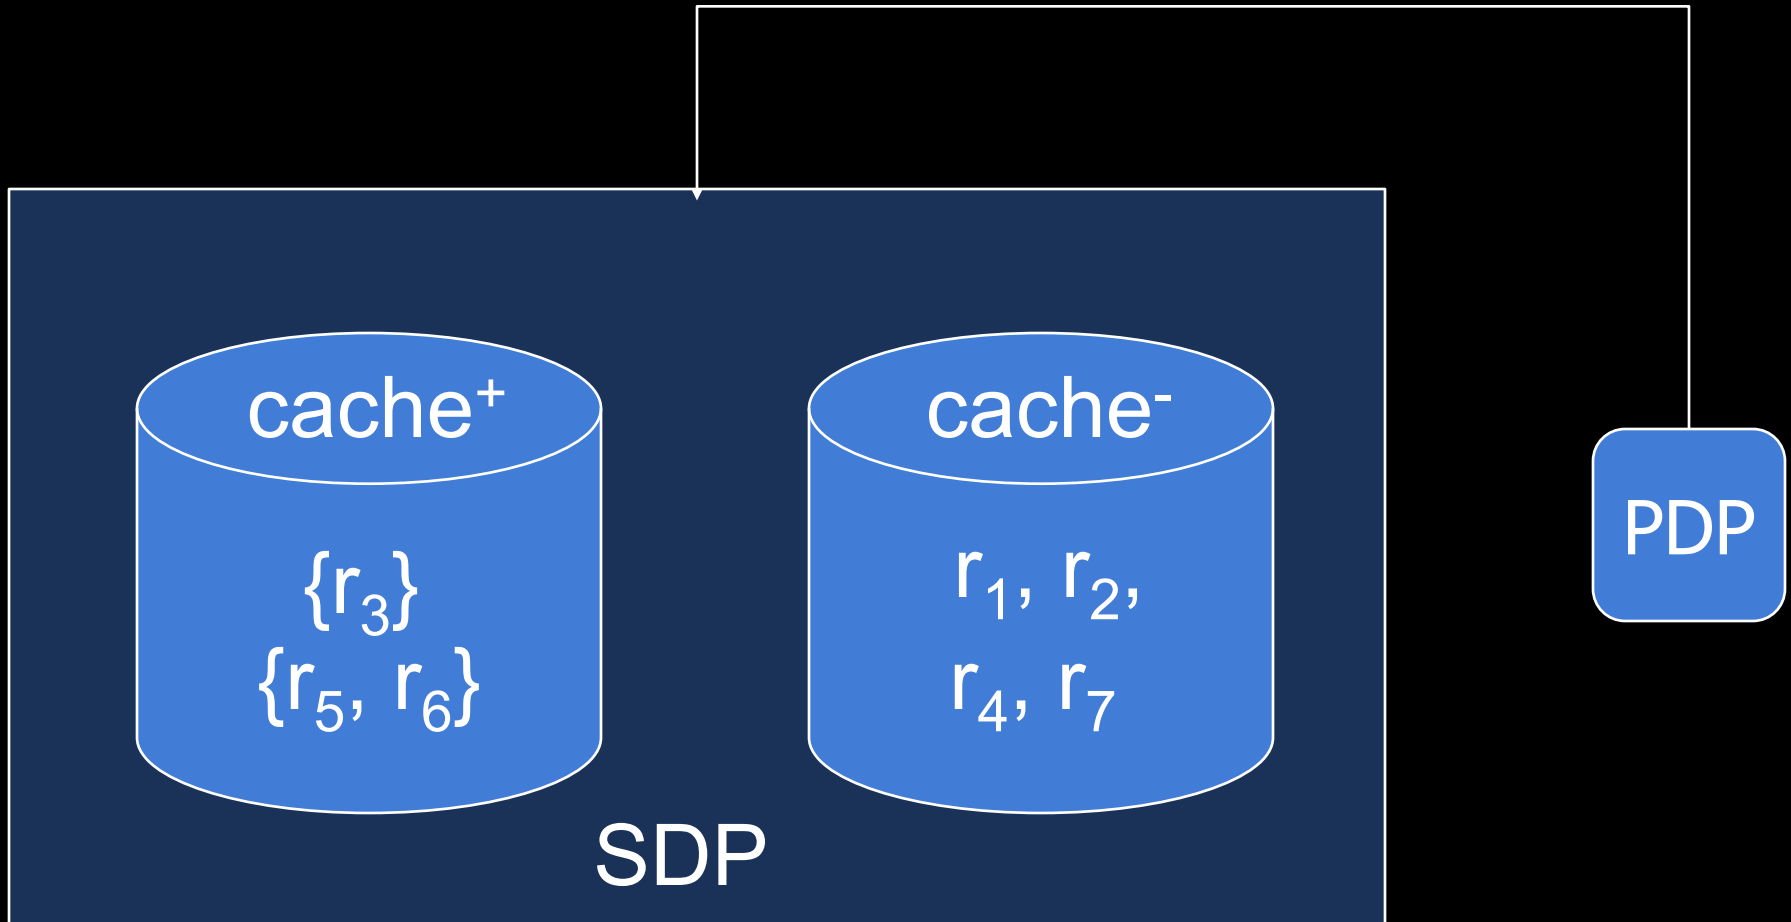 cache⁺
{r₃}
{r₅, r₆}
cache⁻
r₁, r₂,
r₄, r₇
PDP
SDP